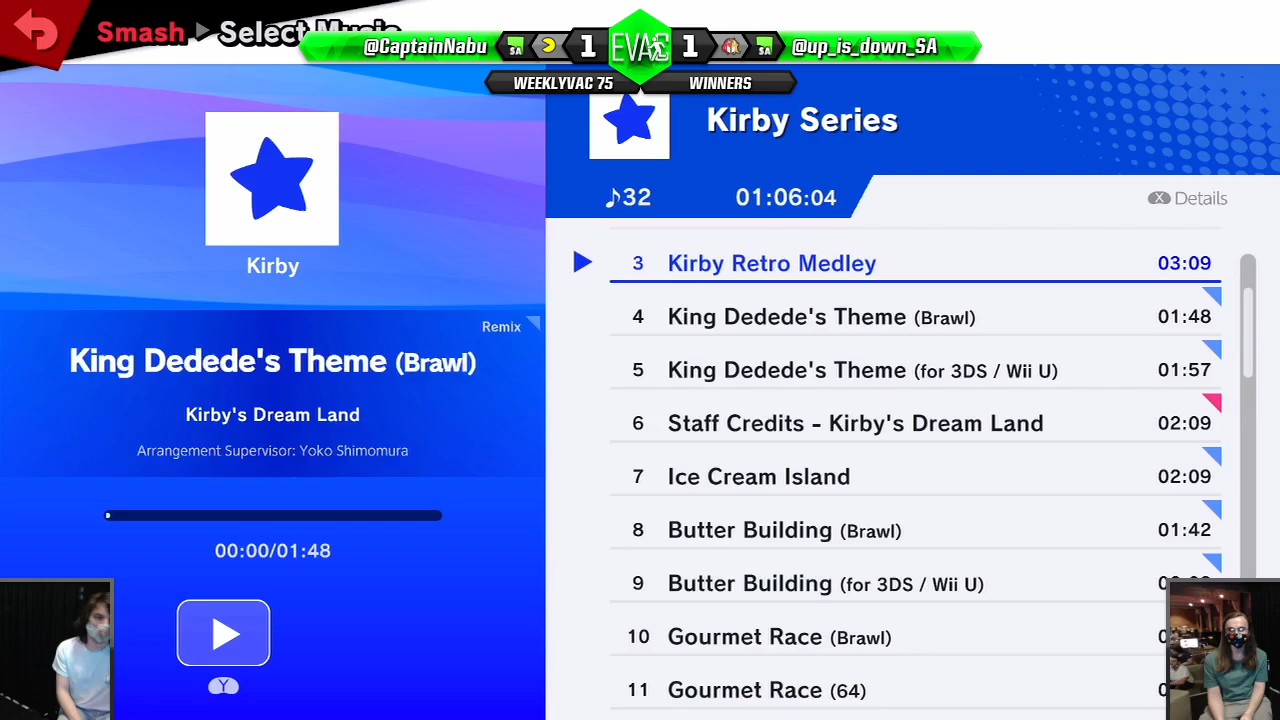 Smash ▶ Select Music
@CaptainNabu SA 1 EVAC 1 SA @up_is_down_SA
WEEKLYVAC 75 WINNERS
Kirby
Remix
King Dedede's Theme (Brawl)
Kirby's Dream Land
Arrangement Supervisor: Yoko Shimomura
00:00/01:48
Y
Kirby Series
♪32 01:06:04
X Details
3 Kirby Retro Medley 03:09
4 King Dedede's Theme (Brawl) 01:48
5 King Dedede's Theme (for 3DS / Wii U) 01:57
6 Staff Credits - Kirby's Dream Land 02:09
7 Ice Cream Island 02:09
8 Butter Building (Brawl) 01:42
9 Butter Building (for 3DS / Wii U)
10 Gourmet Race (Brawl)
11 Gourmet Race (64)